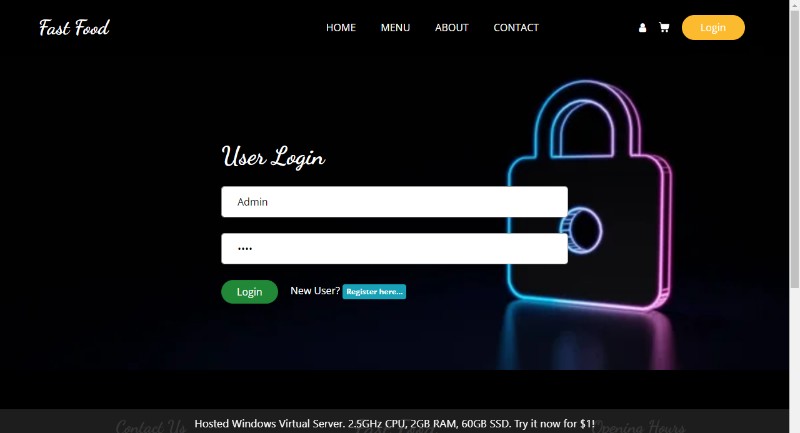 Fast Food
HOME MENU ABOUT CONTACT
Login
User Login
Admin
••••
Login
New User? Register here...
Contact Us
Opening Hours
Hosted Windows Virtual Server. 2.5GHz CPU, 2GB RAM, 60GB SSD. Try it now for $1!